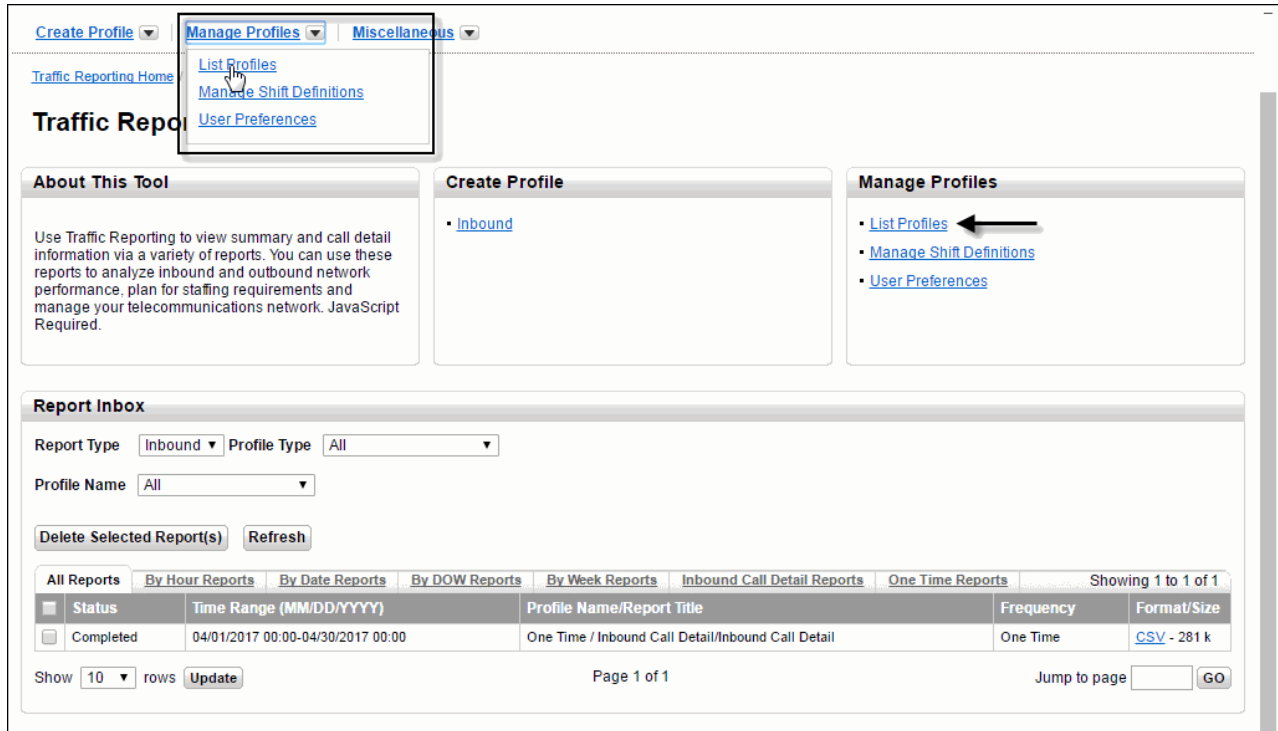 Create Profile Manage Profiles Miscellaneous
List Profiles
Manage Shift Definitions
User Preferences
Traffic Reporting Home /
Traffic Repo
About This Tool
Use Traffic Reporting to view summary and call detail
information via a variety of reports. You can use these
reports to analyze inbound and outbound network
performance, plan for staffing requirements and
manage your telecommunications network. JavaScript
Required.
Create Profile
Inbound
Manage Profiles
List Profiles
Manage Shift Definitions
User Preferences
Report Inbox
Report Type Inbound Profile Type All
Profile Name All
Delete Selected Report(s) Refresh
All Reports By Hour Reports By Date Reports By DOW Reports By Week Reports Inbound Call Detail Reports One Time Reports Showing 1 to 1 of 1
Status Time Range (MM/DD/YYYY) Profile Name/Report Title Frequency Format/Size
Completed 04/01/2017 00:00-04/30/2017 00:00 One Time / Inbound Call Detail/Inbound Call Detail One Time CSV - 281 k
Show 10 rows Update Page 1 of 1 Jump to page GO